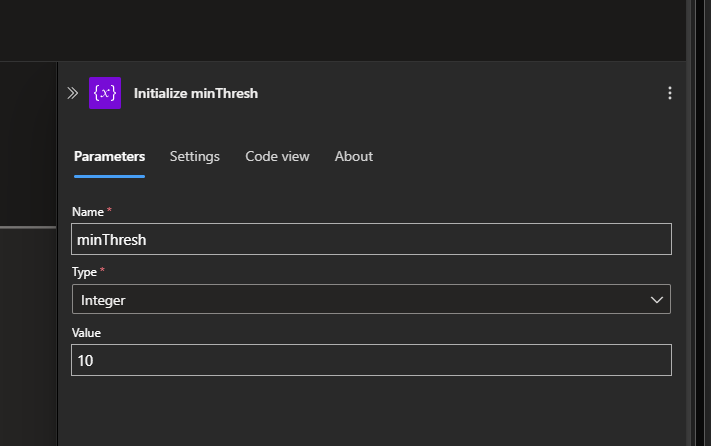 {x} Initialize minThresh
Parameters Settings Code view About
Name *
minThresh
Type *
Integer
Value
10